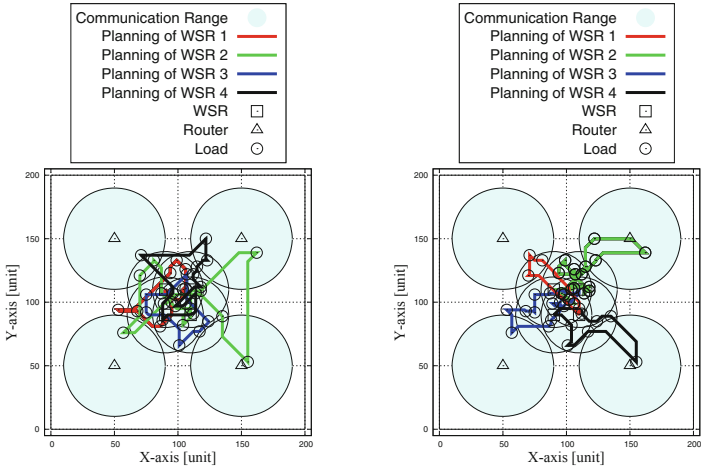 Communication Range
Planning of WSR 1
Planning of WSR 2
Planning of WSR 3
Planning of WSR 4
WSR
Router
Load
200
150
100
50
0
0 50 100 150 200
Y-axis [unit]
X-axis [unit]
Communication Range
Planning of WSR 1
Planning of WSR 2
Planning of WSR 3
Planning of WSR 4
WSR
Router
Load
200
150
100
50
0
0 50 100 150 200
Y-axis [unit]
X-axis [unit]